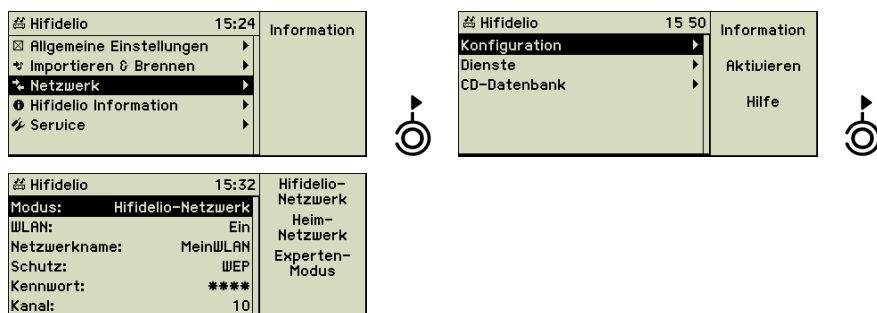 Hifidelio 15:24
Information
Allgemeine Einstellungen
Importieren & Brennen
Netzwerk
Hifidelio Information
Service
Hifidelio 15 50
Information
Konfiguration
Dienste
Aktivieren
CD-Datenbank
Hilfe
Hifidelio 15:32
Hifidelio-
Netzwerk
Modus: Hifidelio-Netzwerk
WLAN: Ein
Heim-
Netzwerk
Netzwerkname: MeinWLAN
Experten-
Modus
Schutz: WEP
Kennwort: ****
Kanal: 10